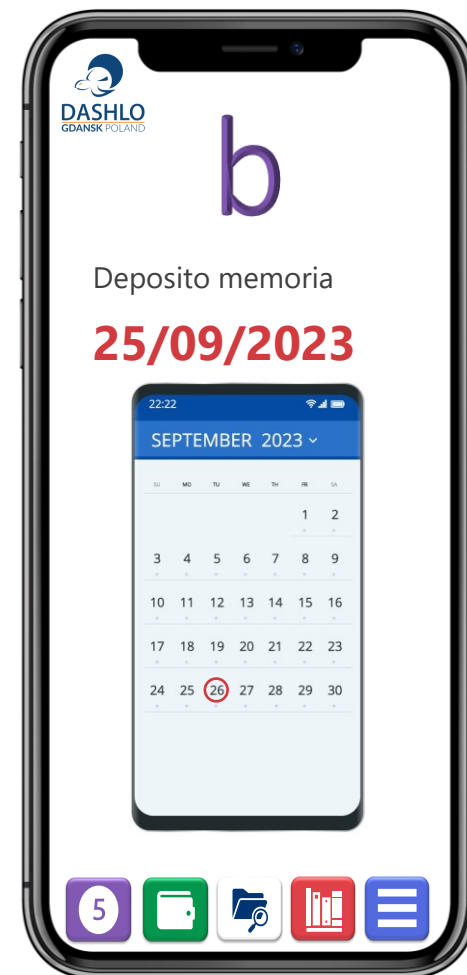 DASHLO
GDANSK POLAND
b
Deposito memoria
25/09/2023
22:22
SEPTEMBER 2023
SU MO TU WE TH FR SA
1 2
3 4 5 6 7 8 9
10 11 12 13 14 15 16
17 18 19 20 21 22 23
24 25 26 27 28 29 30
5